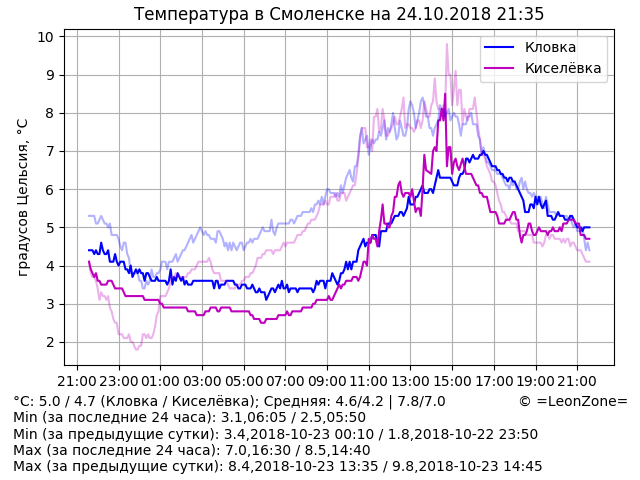 Температура в Смоленске на 24.10.2018 21:35
Кловка
Киселёвка
градусов Цельсия, °C
10
9
8
7
6
5
4
3
2
21:00 23:00 01:00 03:00 05:00 07:00 09:00 11:00 13:00 15:00 17:00 19:00 21:00
°C: 5.0 / 4.7 (Кловка / Киселёвка); Средняя: 4.6/4.2 | 7.8/7.0
© =LeonZone=
Min (за последние 24 часа): 3.1,06:05 / 2.5,05:50
Min (за предыдущие сутки): 3.4,2018-10-23 00:10 / 1.8,2018-10-22 23:50
Max (за последние 24 часа): 7.0,16:30 / 8.5,14:40
Max (за предыдущие сутки): 8.4,2018-10-23 13:35 / 9.8,2018-10-23 14:45